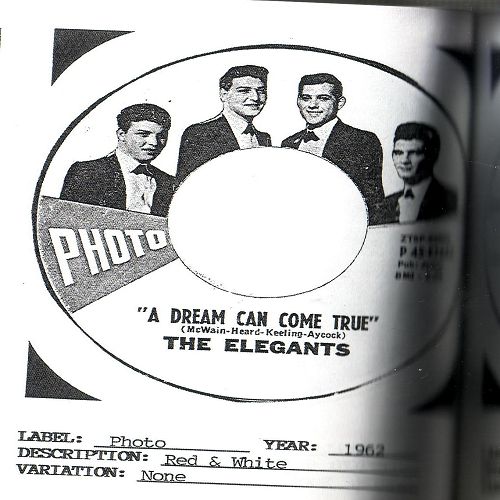 PHOTO
"A DREAM CAN COME TRUE"
(McWain-Heard-Keeling-Aycock)
THE ELEGANTS
LABEL: Photo YEAR: 1962
DESCRIPTION: Red & White
VARIATION: None